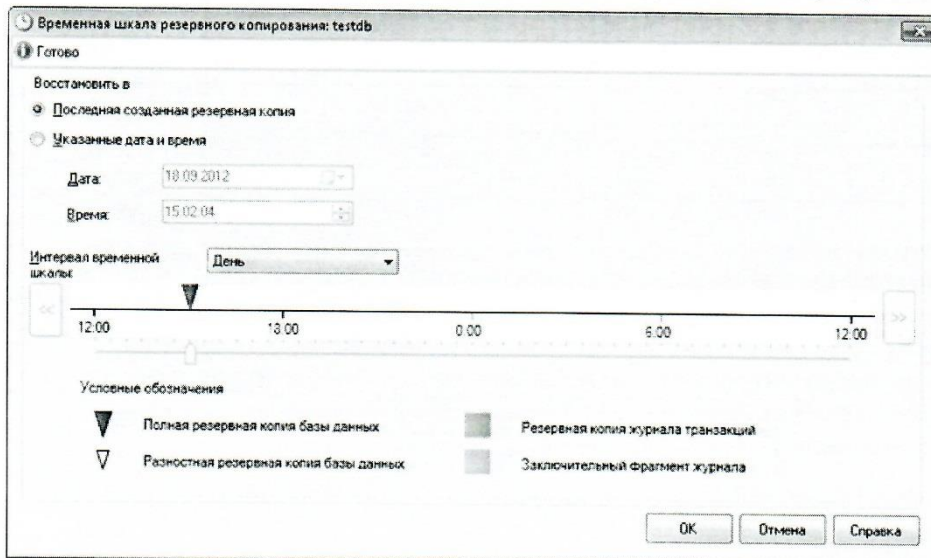 Временная шкала резервного копирования: testdb
Готово
Восстановить в
Последняя созданная резервная копия
Указанные дата и время
Дата: 18.09.2012
Время: 15:02:04
Интервал временной шкалы: День
<< >>
12:00 18:00 0:00 6:00 12:00
Условные обозначения
Полная резервная копия базы данных Резервная копия журнала транзакций
Разностная резервная копия базы данных Заключительный фрагмент журнала
OK Отмена Справка